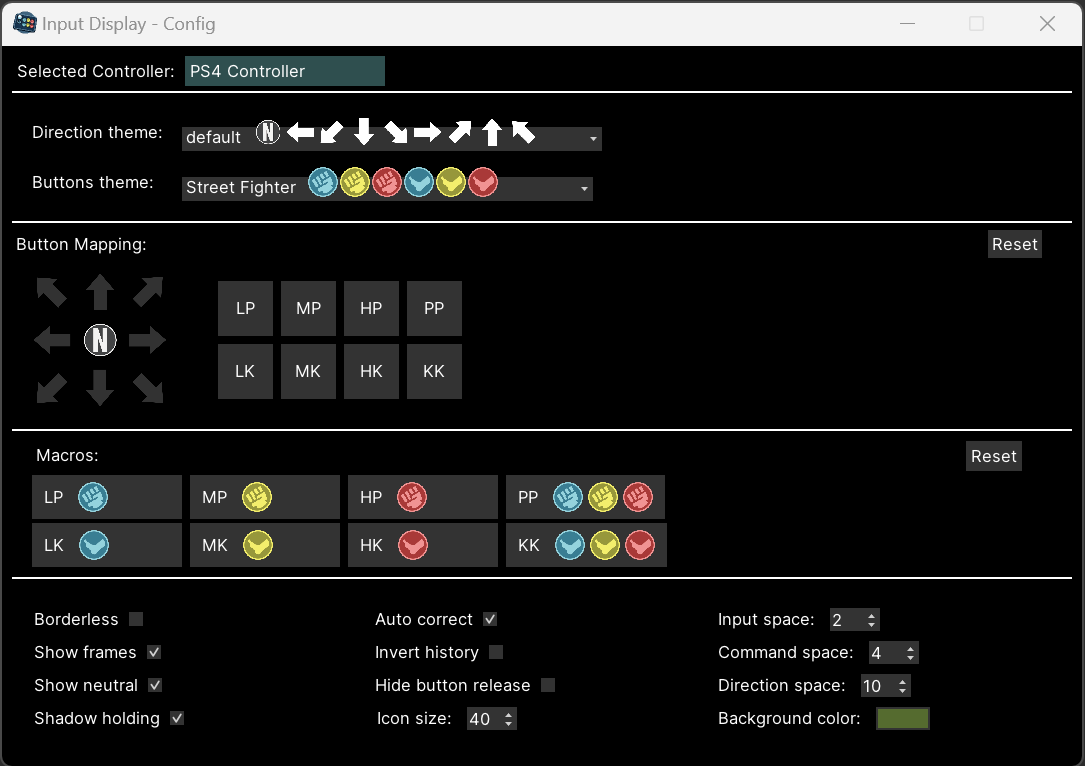 Input Display - Config
Selected Controller: PS4 Controller
Direction theme: default N
Buttons theme: Street Fighter
Button Mapping: Reset
LP MP HP PP
N
LK MK HK KK
Macros: Reset
LP MP HP PP
LK MK HK KK
Borderless Auto correct Input space: 2
Show frames Invert history Command space: 4
Show neutral Hide button release Direction space: 10
Shadow holding Icon size: 40 Background color: